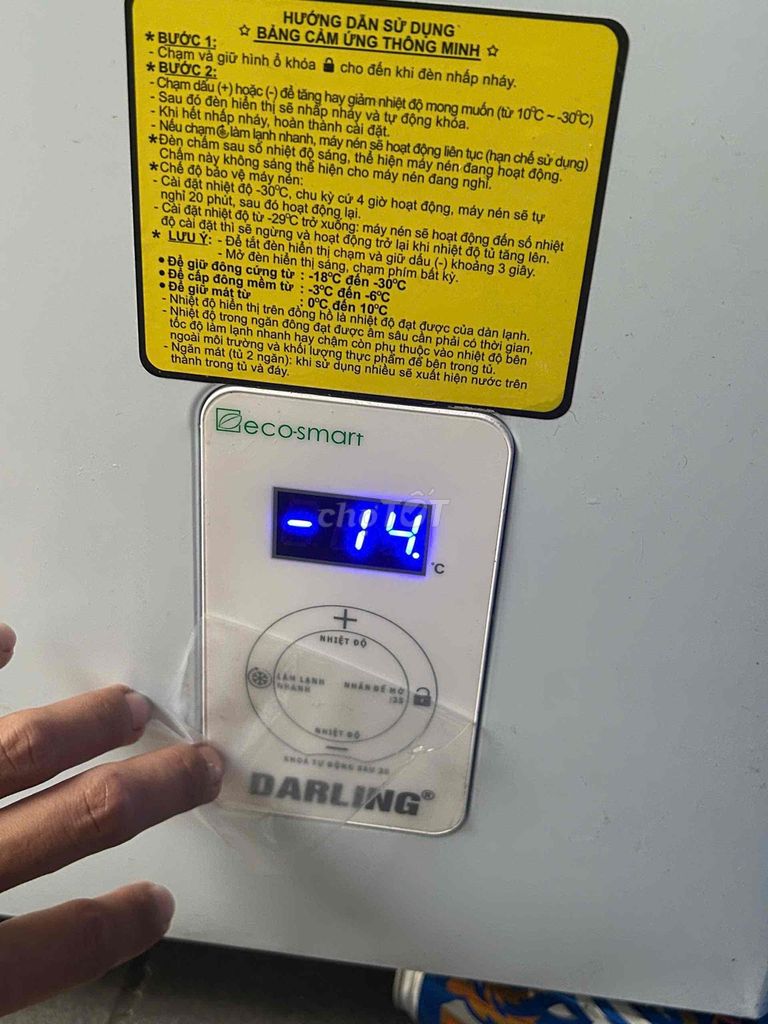 HƯỚNG DẪN SỬ DỤNG
☆ BẢNG CẢM ỨNG THÔNG MINH ☆
* BƯỚC 1:
- Chạm và giữ hình ổ khóa 🔒 cho đến khi đèn nhấp nháy.
* BƯỚC 2:
- Chạm dấu (+) hoặc (-) để tăng hay giảm nhiệt độ mong muốn (từ 10°C ~ -30°C)
- Sau đó đèn hiển thị sẽ nhấp nháy và tự động khóa.
- Khi hết nhấp nháy, hoàn thành cài đặt.
- Nếu chạm làm lạnh nhanh, máy nén sẽ hoạt động liên tục (hạn chế sử dụng)
* Đèn chấm sau số nhiệt độ sáng, thể hiện máy nén đang hoạt động.
Chấm này không sáng thể hiện cho máy nén đang nghỉ.
* Chế độ bảo vệ máy nén:
- Cài đặt nhiệt độ -30°C, chu kỳ cứ 4 giờ hoạt động, máy nén sẽ tự
nghỉ 20 phút, sau đó hoạt động lại.
- Cài đặt nhiệt độ từ -29°C trở xuống: máy nén sẽ hoạt động đến số nhiệt
độ cài đặt thì sẽ ngừng và hoạt động trở lại khi nhiệt độ tủ tăng lên.
* LƯU Ý: - Để tắt đèn hiển thị chạm và giữ dấu (-) khoảng 3 giây.
- Mở đèn hiển thị sáng, chạm phím bất kỳ.
• Để giữ đông cứng từ : -18°C đến -30°C
• Để cấp đông mềm từ : -3°C đến -6°C
• Để giữ mát từ : 0°C đến 10°C
- Nhiệt độ hiển thị trên đồng hồ là nhiệt độ đạt được của dàn lạnh.
- Nhiệt độ trong ngăn đông đạt được âm sâu cần phải có thời gian,
tốc độ làm lạnh nhanh hay chậm còn phụ thuộc vào nhiệt độ bên
ngoài môi trường và khối lượng thực phẩm để bên trong tủ.
- Ngăn mát (tủ 2 ngăn): khi sử dụng nhiều sẽ xuất hiện nước trên
thành trong tủ và đáy.
eco-smart
chợTỐT
-14.
°C
+
NHIỆT ĐỘ
LÀM LẠNH
NHANH
NHẤN ĐỂ MỞ
(3S
NHIỆT ĐỘ
-
KHOÁ TỰ ĐỘNG SAU 30
DARLING®